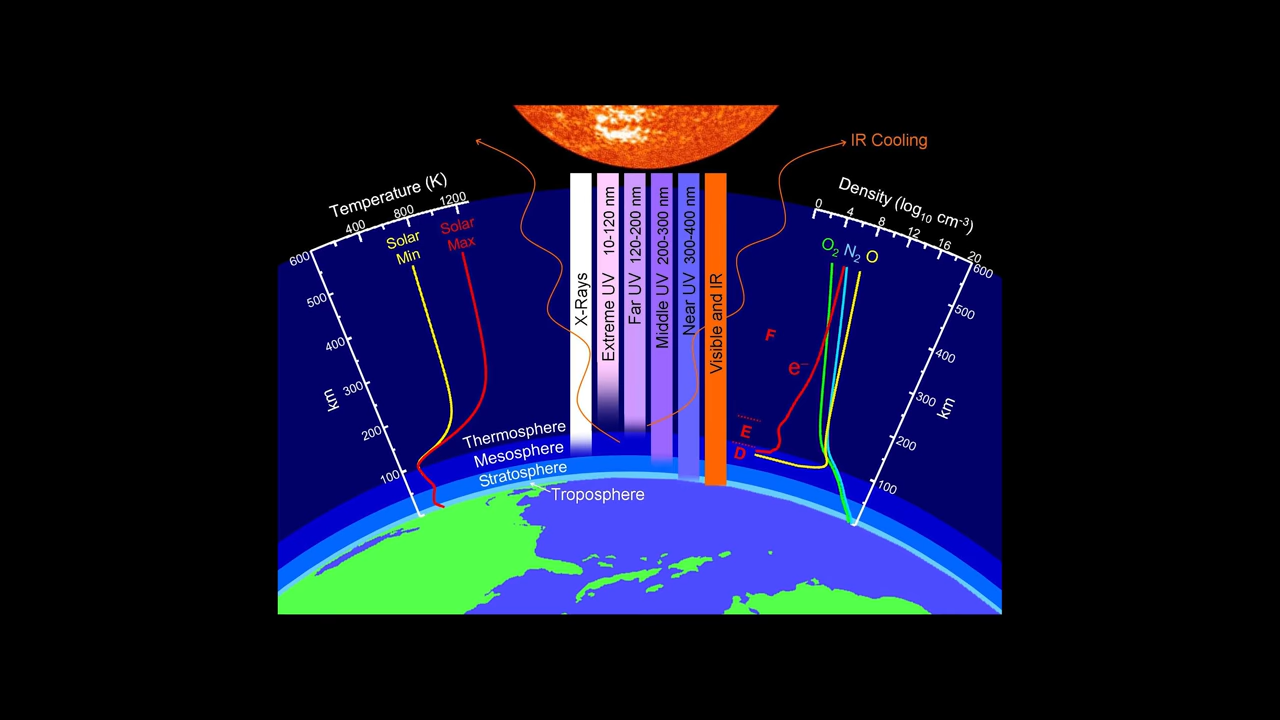 IR Cooling
Temperature (K)
400
800
1200
Solar
Min
Solar
Max
600
500
400
300
200
100
km
X-Rays
Extreme UV 10-120 nm
Far UV 120-200 nm
Middle UV 200-300 nm
Near UV 300-400 nm
Visible and IR
Density (log₁₀ cm⁻³)
0
4
8
12
16
20
O₂ N₂ O
600
500
400
300
200
100
km
F
e⁻
E
D
Thermosphere
Mesosphere
Stratosphere
Troposphere